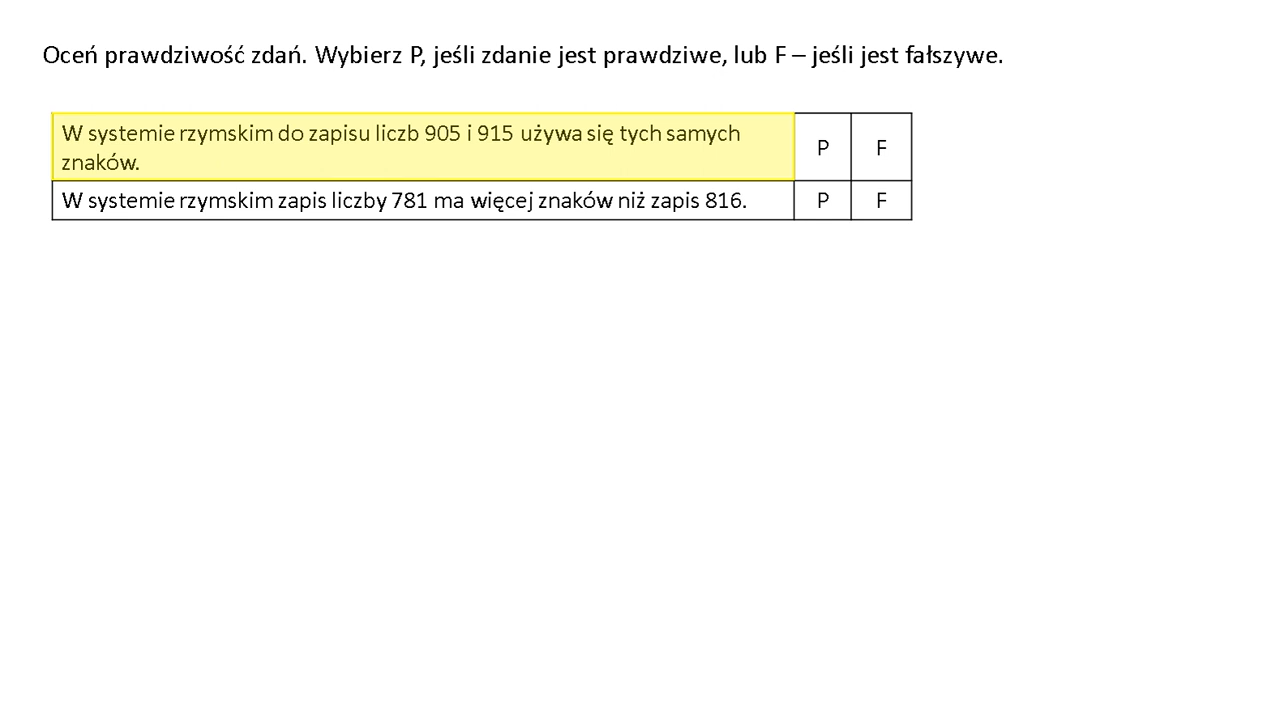 Oceń prawdziwość zdań. Wybierz P, jeśli zdanie jest prawdziwe, lub F – jeśli jest fałszywe.
W systemie rzymskim do zapisu liczb 905 i 915 używa się tych samych
znaków.
P F
W systemie rzymskim zapis liczby 781 ma więcej znaków niż zapis 816. P F